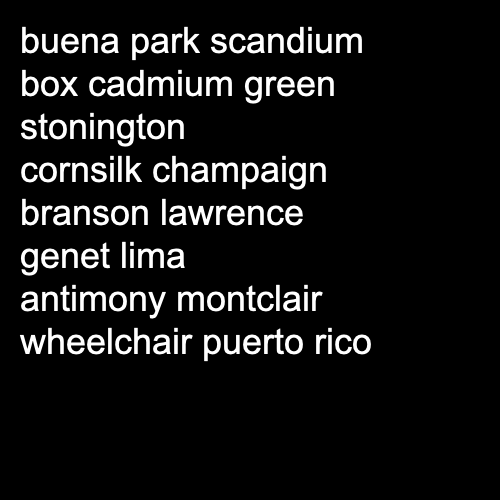 buena park scandium
box cadmium green
stonington
cornsilk champaign
branson lawrence
genet lima
antimony montclair
wheelchair puerto rico